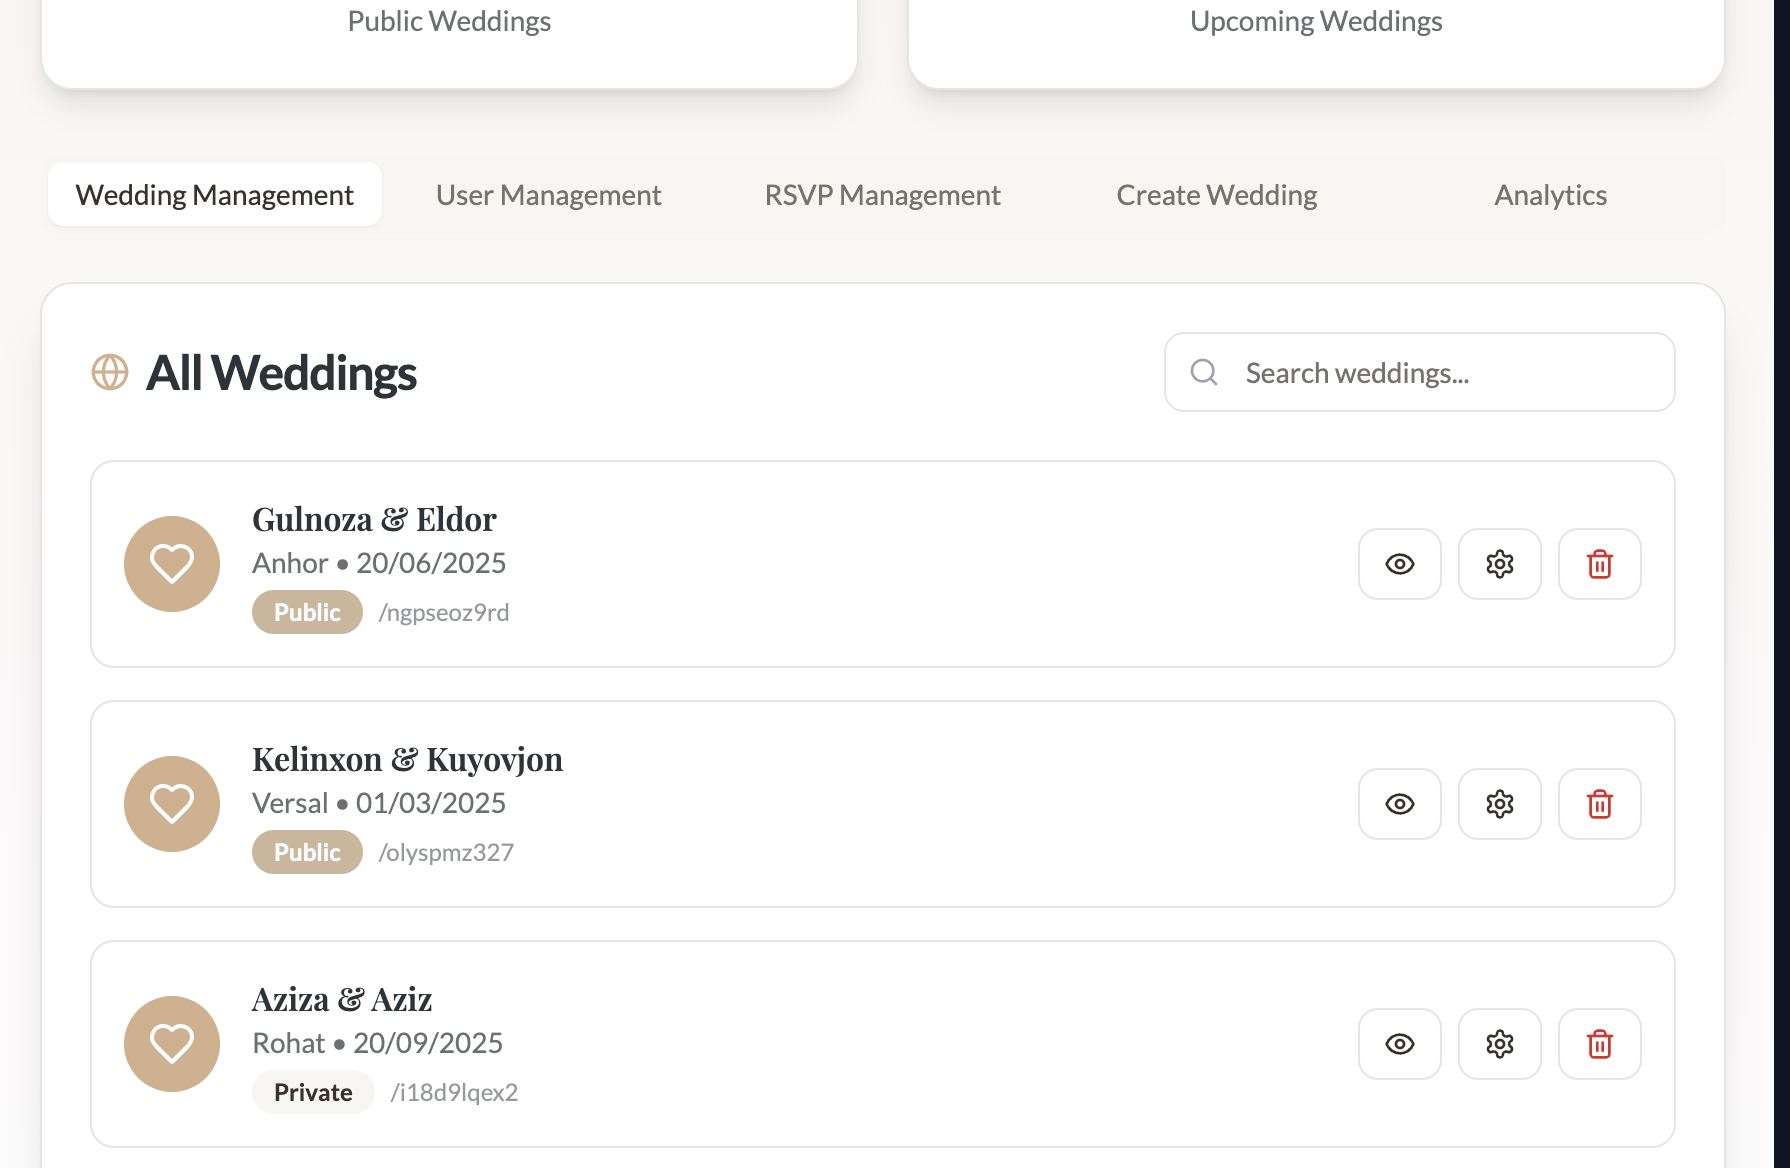 Public Weddings
Upcoming Weddings
Wedding Management
User Management
RSVP Management
Create Wedding
Analytics
All Weddings
Search weddings...
Gulnoza & Eldor
Anhor • 20/06/2025
Public /ngpseoz9rd
Kelinxon & Kuyovjon
Versal • 01/03/2025
Public /olyspmz327
Aziza & Aziz
Rohat • 20/09/2025
Private /i18d9lqex2